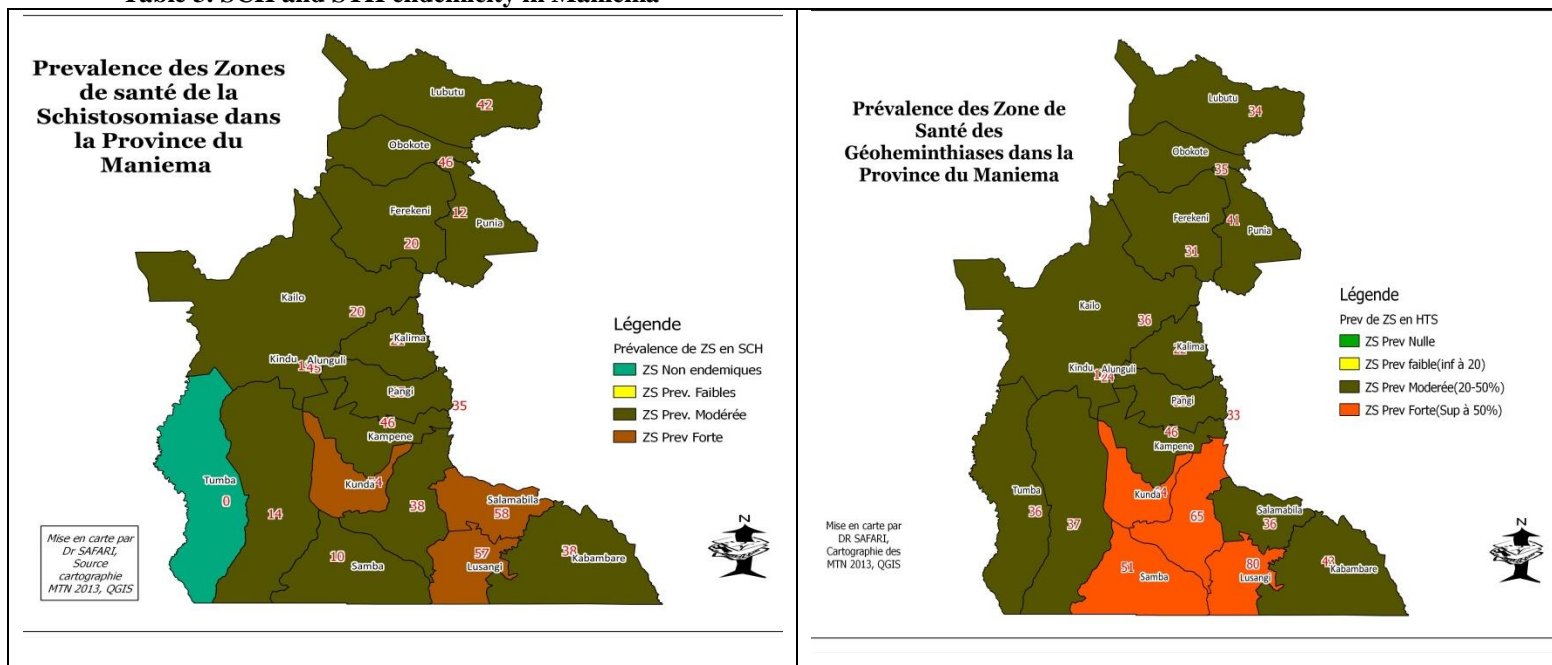 Table 3: SCH and STH endemicity in Maniema
Prevalence des Zones
de santé de la
Schistosomiase dans
la Province du
Maniema
Lubutu
42
Obokote
46
Ferekeni
12
Punia
20
Kailo
20
Kalima
Kindu
Alunguli
45
Pangi
35
46
Kampene
Tumba
0
14
Kunda
38
Salamabila
58
10
Samba
57
Lusangi
38
Kabambare
Légende
Prévalence de ZS en SCH
ZS Non endemiques
ZS Prev. Faibles
ZS Prev. Modérée
ZS Prev Forte
Mise en carte par
Dr SAFARI,
Source
cartographie
MTN 2013, QGIS
N
Prévalence des Zone de
Santé des
Géoheminthiases dans la
Province du Maniema
Lubutu
34
Obokote
35
Ferekeni
41
Punia
31
Kailo
36
Kalima
Kindu
Alunguli
24
Pangi
33
46
Kampene
Tumba
36
37
Kunda
65
Salamabila
36
51
Samba
80
Lusangi
43
Kabambare
Légende
Prev de ZS en HTS
ZS Prev Nulle
ZS Prev faible(inf à 20)
ZS Prev Moderée(20-50%)
ZS Prev Forte(Sup à 50%)
Mise en carte par
DR SAFARI,
Cartographie des
MTN 2013, QGIS
N